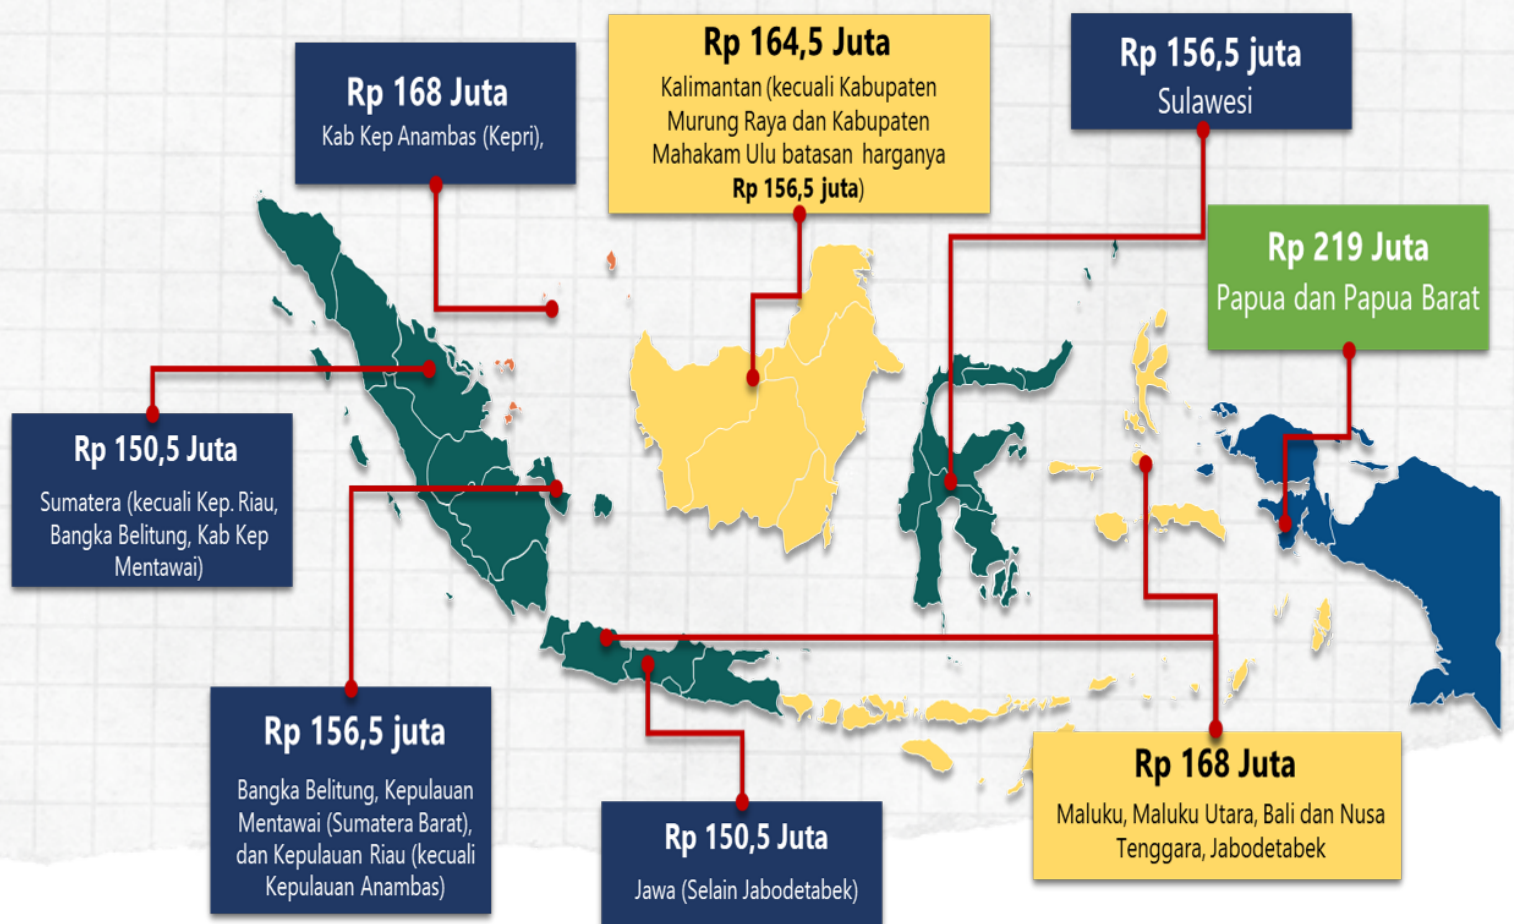 Rp 168 Juta
Kab Kep Anambas (Kepri),
Rp 164,5 Juta
Kalimantan (kecuali Kabupaten
Murung Raya dan Kabupaten
Mahakam Ulu batasan harganya
Rp 156,5 juta)
Rp 156,5 juta
Sulawesi
Rp 219 Juta
Papua dan Papua Barat
Rp 150,5 Juta
Sumatera (kecuali Kep. Riau,
Bangka Belitung, Kab Kep
Mentawai)
Rp 156,5 juta
Bangka Belitung, Kepulauan
Mentawai (Sumatera Barat),
dan Kepulauan Riau (kecuali
Kepulauan Anambas)
Rp 150,5 Juta
Jawa (Selain Jabodetabek)
Rp 168 Juta
Maluku, Maluku Utara, Bali dan Nusa
Tenggara, Jabodetabek